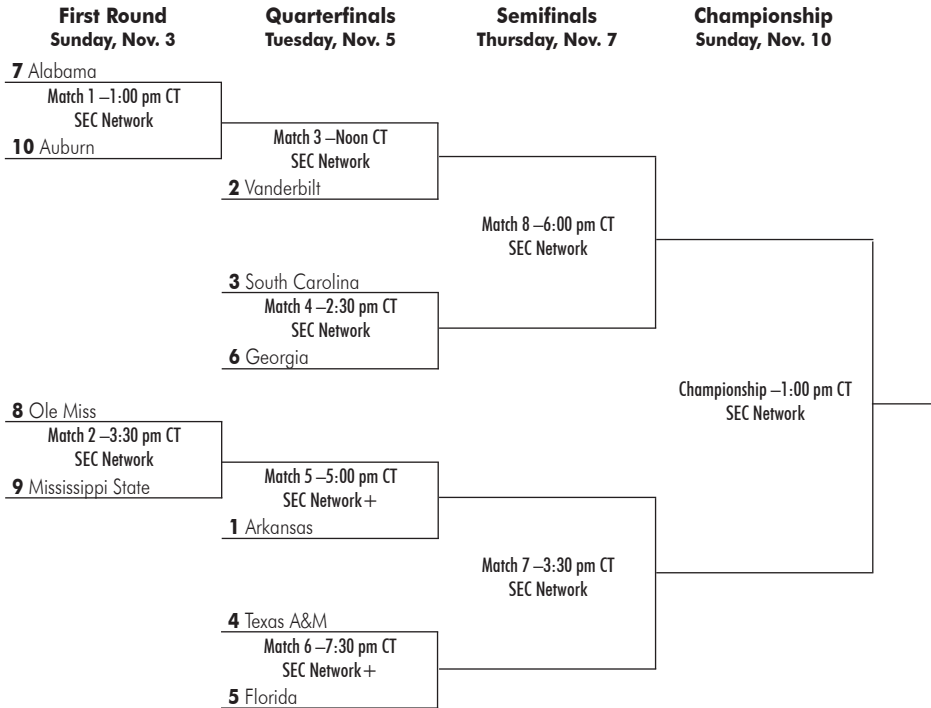 First Round
Sunday, Nov. 3
Quarterfinals
Tuesday, Nov. 5
Semifinals
Thursday, Nov. 7
Championship
Sunday, Nov. 10
7 Alabama
Match 1 –1:00 pm CT
SEC Network
10 Auburn
Match 3 –Noon CT
SEC Network
2 Vanderbilt
Match 8 –6:00 pm CT
SEC Network
3 South Carolina
Match 4 –2:30 pm CT
SEC Network
6 Georgia
Championship –1:00 pm CT
SEC Network
8 Ole Miss
Match 2 –3:30 pm CT
SEC Network
9 Mississippi State
Match 5 –5:00 pm CT
SEC Network+
1 Arkansas
Match 7 –3:30 pm CT
SEC Network
4 Texas A&M
Match 6 –7:30 pm CT
SEC Network+
5 Florida